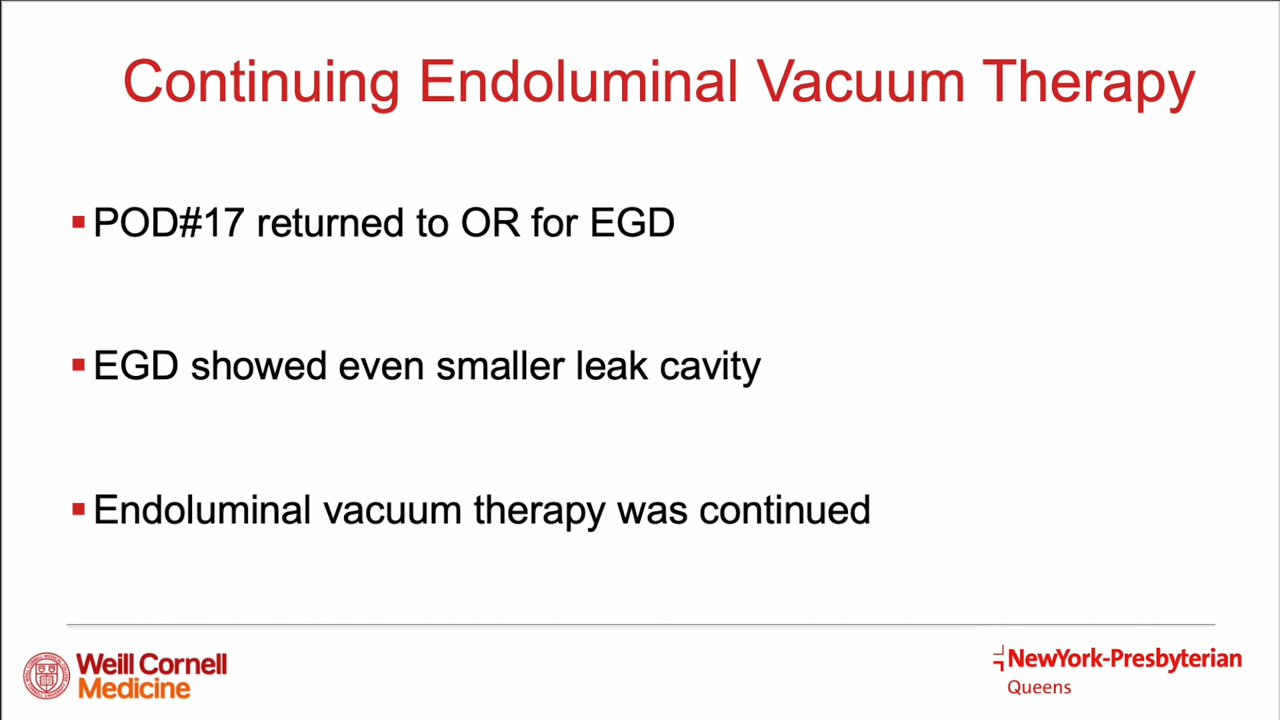 Continuing Endoluminal Vacuum Therapy
POD#17 returned to OR for EGD
EGD showed even smaller leak cavity
Endoluminal vacuum therapy was continued
Weill Cornell
Medicine
NewYork-Presbyterian
Queens